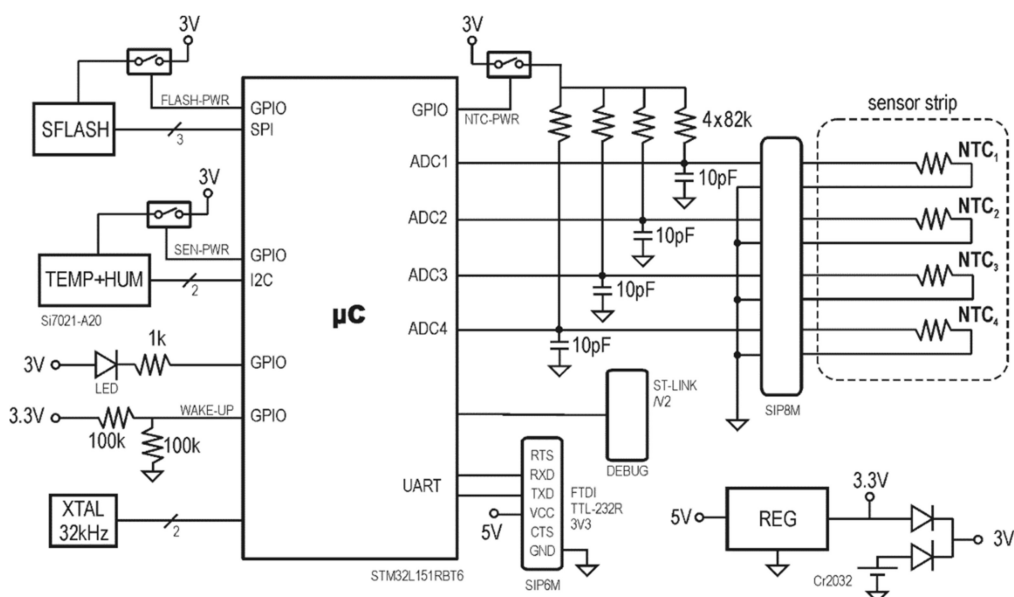 3V
3V
FLASH-PWR
GPIO
SFLASH
3
SPI
GPIO
NTC-PWR
4x82k
sensor strip
ADC1
10pF
NTC1
3V
ADC2
10pF
NTC2
SEN-PWR
GPIO
TEMP+HUM
2
I2C
ADC3
10pF
NTC3
Si7021-A20
µC
ADC4
10pF
NTC4
1k
3V
GPIO
LED
ST-LINK
/V2
SIP8M
3.3V
WAKE-UP
GPIO
100k
100k
DEBUG
RTS
RXD
TXD
VCC
CTS
GND
UART
FTDI
TTL-232R
3V3
5V
XTAL
32kHz
2
STM32L151RBT6
SIP6M
3.3V
5V
REG
3V
Cr2032